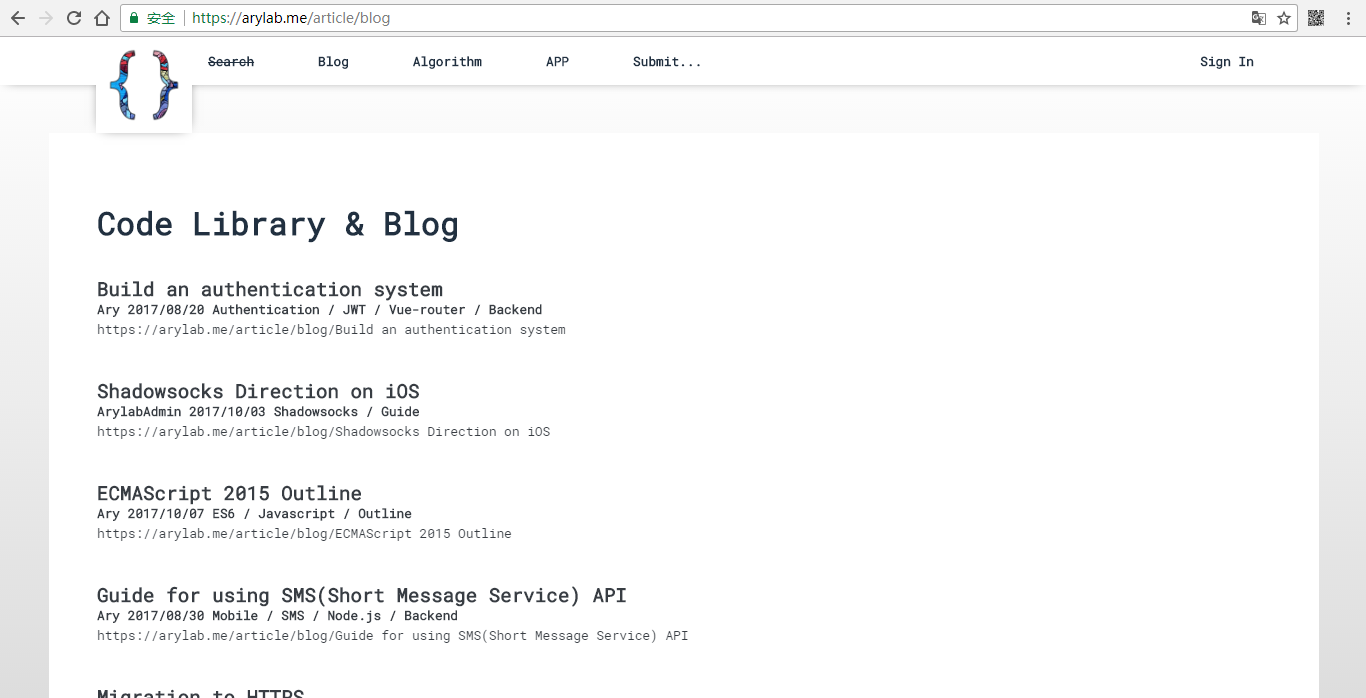 安全 https://arylab.me/article/blog
Search Blog Algorithm APP Submit... Sign In
Code Library & Blog
Build an authentication system
Ary 2017/08/20 Authentication / JWT / Vue-router / Backend
https://arylab.me/article/blog/Build an authentication system
Shadowsocks Direction on iOS
ArylabAdmin 2017/10/03 Shadowsocks / Guide
https://arylab.me/article/blog/Shadowsocks Direction on iOS
ECMAScript 2015 Outline
Ary 2017/10/07 ES6 / Javascript / Outline
https://arylab.me/article/blog/ECMAScript 2015 Outline
Guide for using SMS(Short Message Service) API
Ary 2017/08/30 Mobile / SMS / Node.js / Backend
https://arylab.me/article/blog/Guide for using SMS(Short Message Service) API
Migration to HTTPS